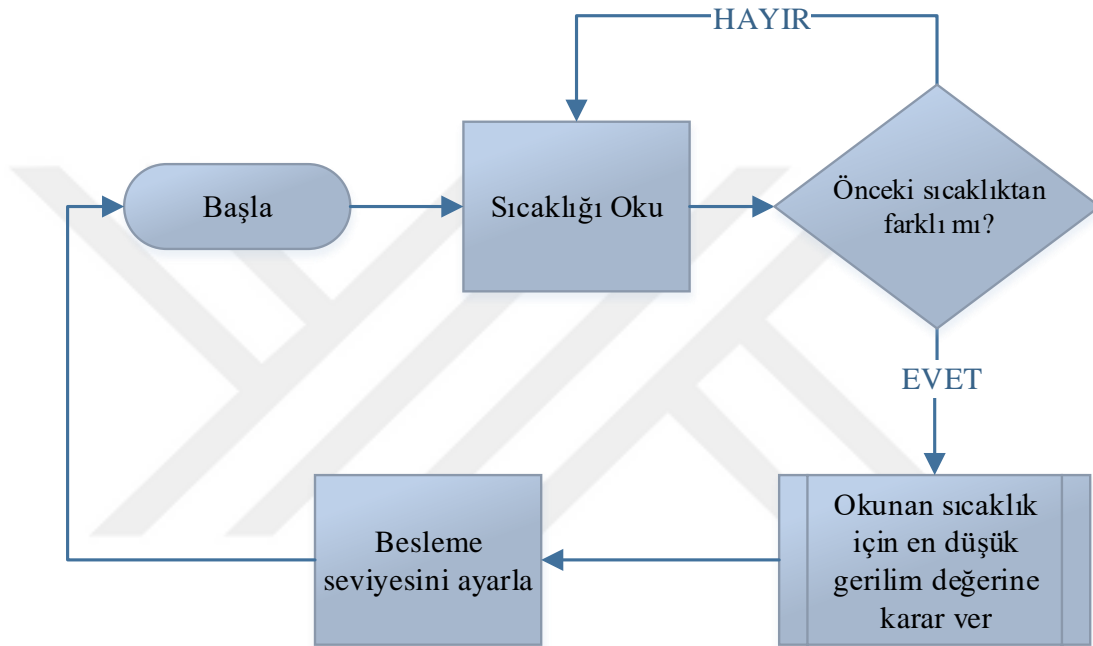 HAYIR
Başla
Sıcaklığı Oku
Önceki sıcaklıktan
farklı mı?
EVET
Okunan sıcaklık
için en düşük
gerilim değerine
karar ver
Besleme
seviyesini ayarla